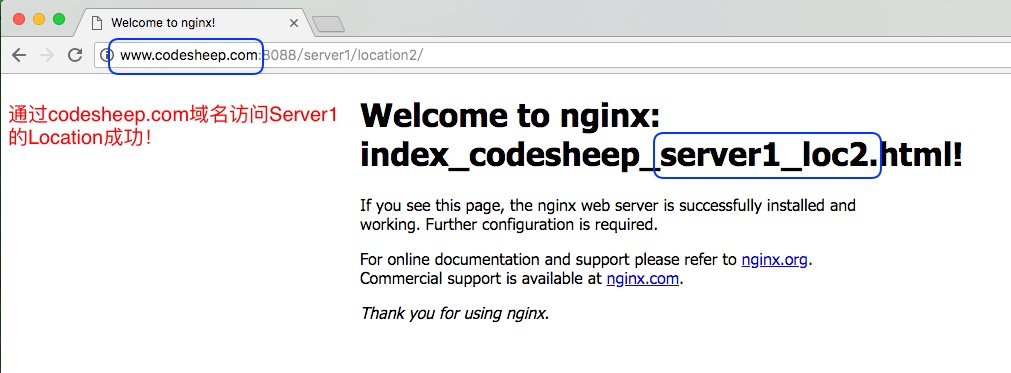 Welcome to nginx!
www.codesheep.com:8088/server1/location2/
通过codesheep.com域名访问Server1
的Location成功！
Welcome to nginx:
index_codesheep_server1_loc2.html!
If you see this page, the nginx web server is successfully installed and
working. Further configuration is required.
For online documentation and support please refer to nginx.org.
Commercial support is available at nginx.com.
Thank you for using nginx.